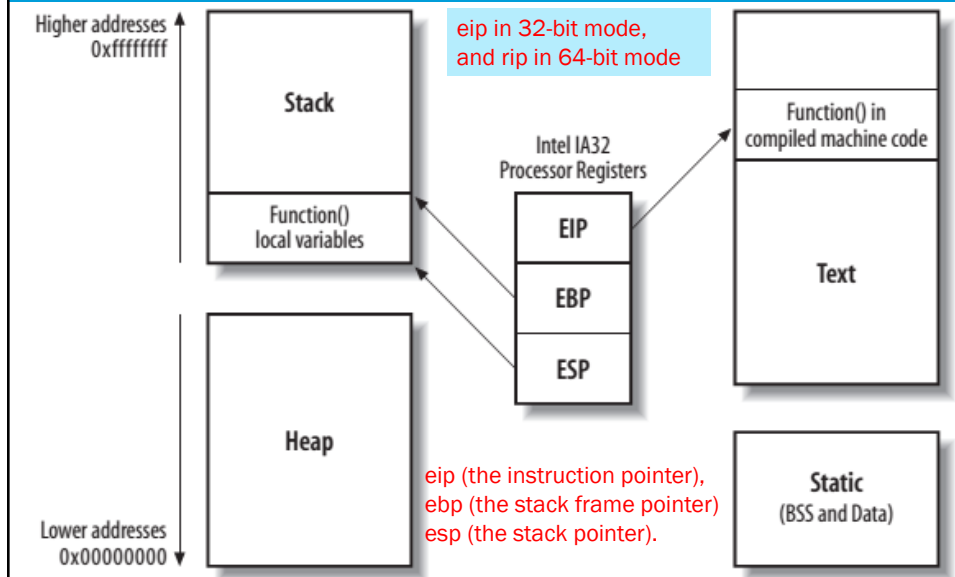 Higher addresses
0xffffffff
eip in 32-bit mode,
and rip in 64-bit mode
Stack
Function()
local variables
Intel IA32
Processor Registers
EIP
EBP
ESP
Function() in
compiled machine code
Text
Heap
Lower addresses
0x00000000
eip (the instruction pointer),
ebp (the stack frame pointer)
esp (the stack pointer).
Static
(BSS and Data)